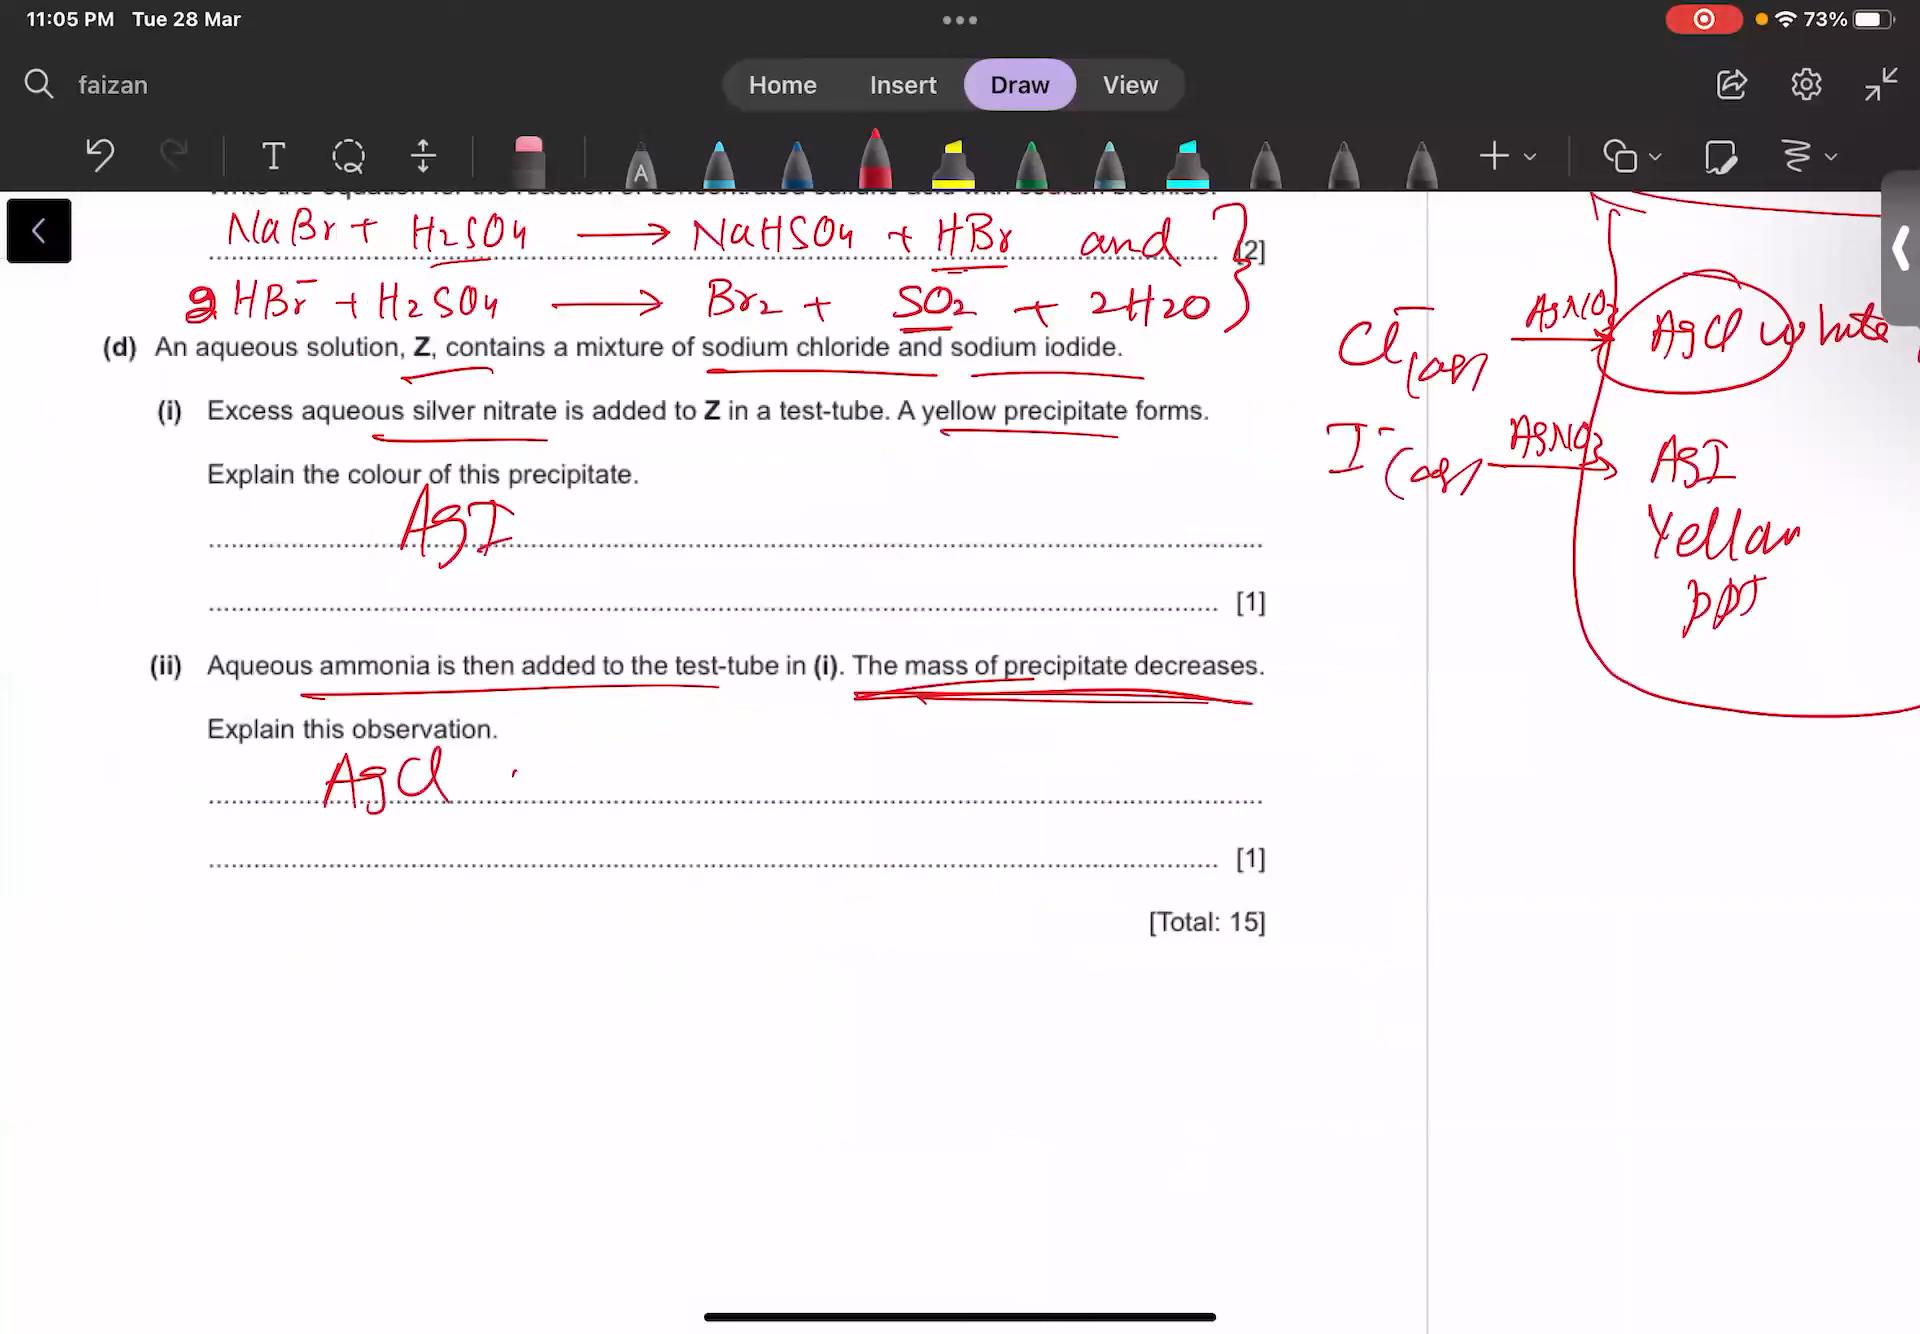 11:05 PM Tue 28 Mar
73%
faizan
Home Insert Draw View
T
A
NaBr + H2SO4 ⟶ NaHSO4 + HBr and } [2]
2HBr + H2SO4 ⟶ Br2 + SO2 + 2H2O }
(d) An aqueous solution, Z, contains a mixture of sodium chloride and sodium iodide.
(i) Excess aqueous silver nitrate is added to Z in a test-tube. A yellow precipitate forms.
Explain the colour of this precipitate.
AgI
[1]
(ii) Aqueous ammonia is then added to the test-tube in (i). The mass of precipitate decreases.
Explain this observation.
AgCl
[1]
[Total: 15]
Cl⁻(aq) AgNO3 ⟶ AgCl white
I⁻(aq) AgNO3 ⟶ AgI
Yellow
ppt